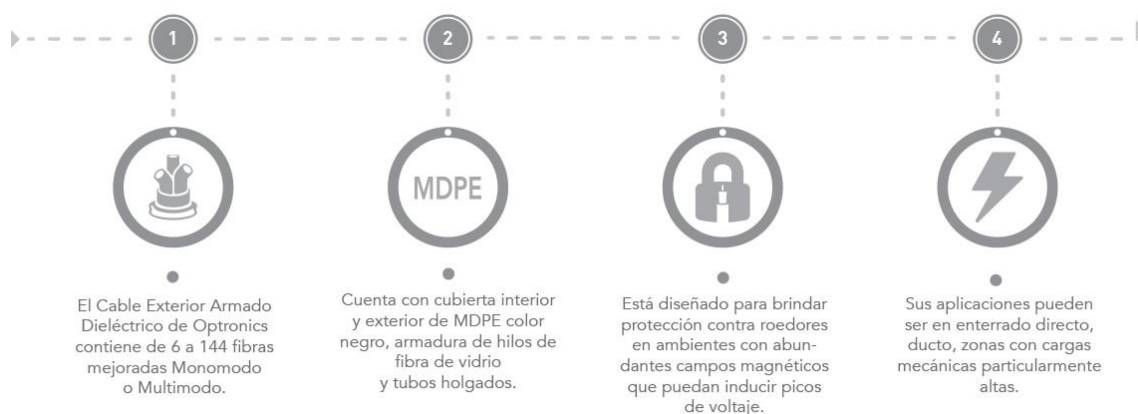 1
2
3
4
MDPE
El Cable Exterior Armado
Dieléctrico de Optronics
contiene de 6 a 144 fibras
mejoradas Monomodo
o Multimodo.
Cuenta con cubierta interior
y exterior de MDPE color
negro, armadura de hilos de
fibra de vidrio
y tubos holgados.
Está diseñado para brindar
protección contra roedores
en ambientes con abun-
dantes campos magnéticos
que puedan inducir picos
de voltaje.
Sus aplicaciones pueden
ser en enterrado directo,
ducto, zonas con cargas
mecánicas particularmente
altas.